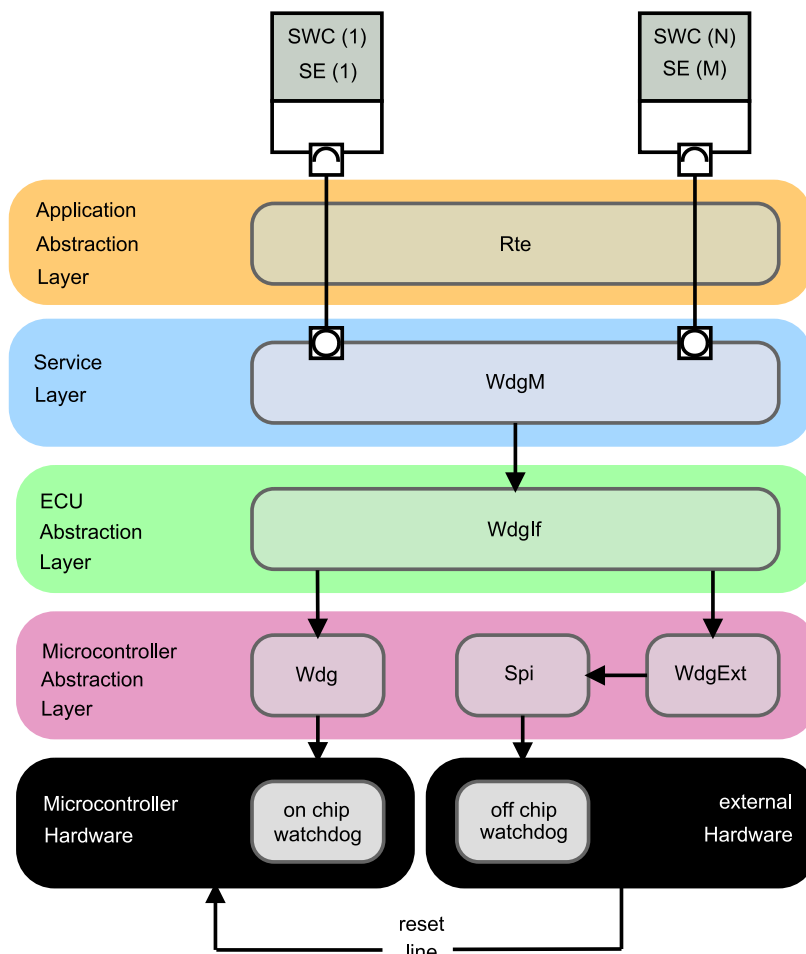 SWC (1)
SE (1)
SWC (N)
SE (M)
Application
Abstraction
Layer
Rte
Service
Layer
WdgM
ECU
Abstraction
Layer
WdgIf
Microcontroller
Abstraction
Layer
Wdg
Spi
WdgExt
Microcontroller
Hardware
on chip
watchdog
off chip
watchdog
external
Hardware
reset
line